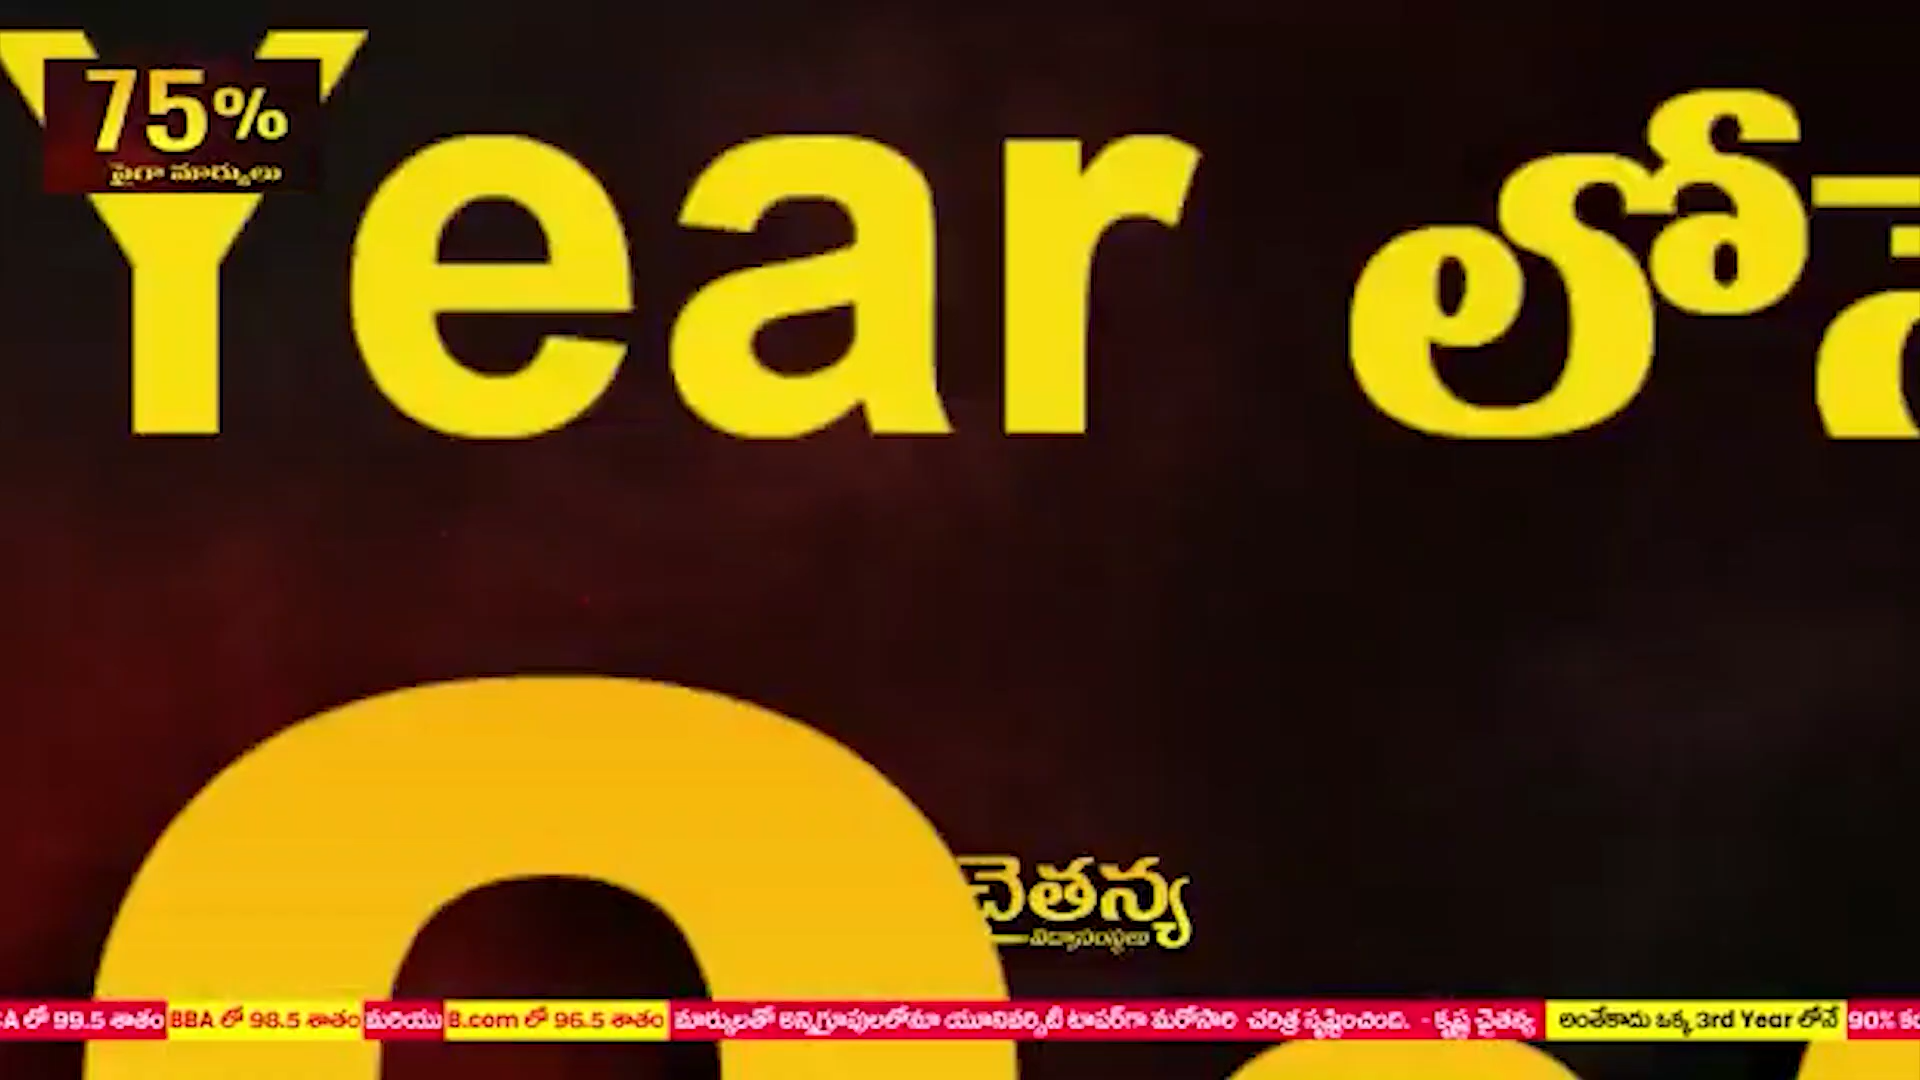 75%
పైగా మార్కులు
Year లోనే
చైతన్య
విద్యాసంస్థలు
లో 99.5 శాతం BBA లో 98.5 శాతం మరియు B.com లో 96.5 శాతం మార్కులతో అన్నిగ్రూపులలోనూ యూనివర్శిటీ టాపర్‌గా మరోసారి చరిత్ర సృష్టించింది. - కృష్ణ చైతన్య అంతేకాదు ఒక్క 3rd Year లోనే 90%